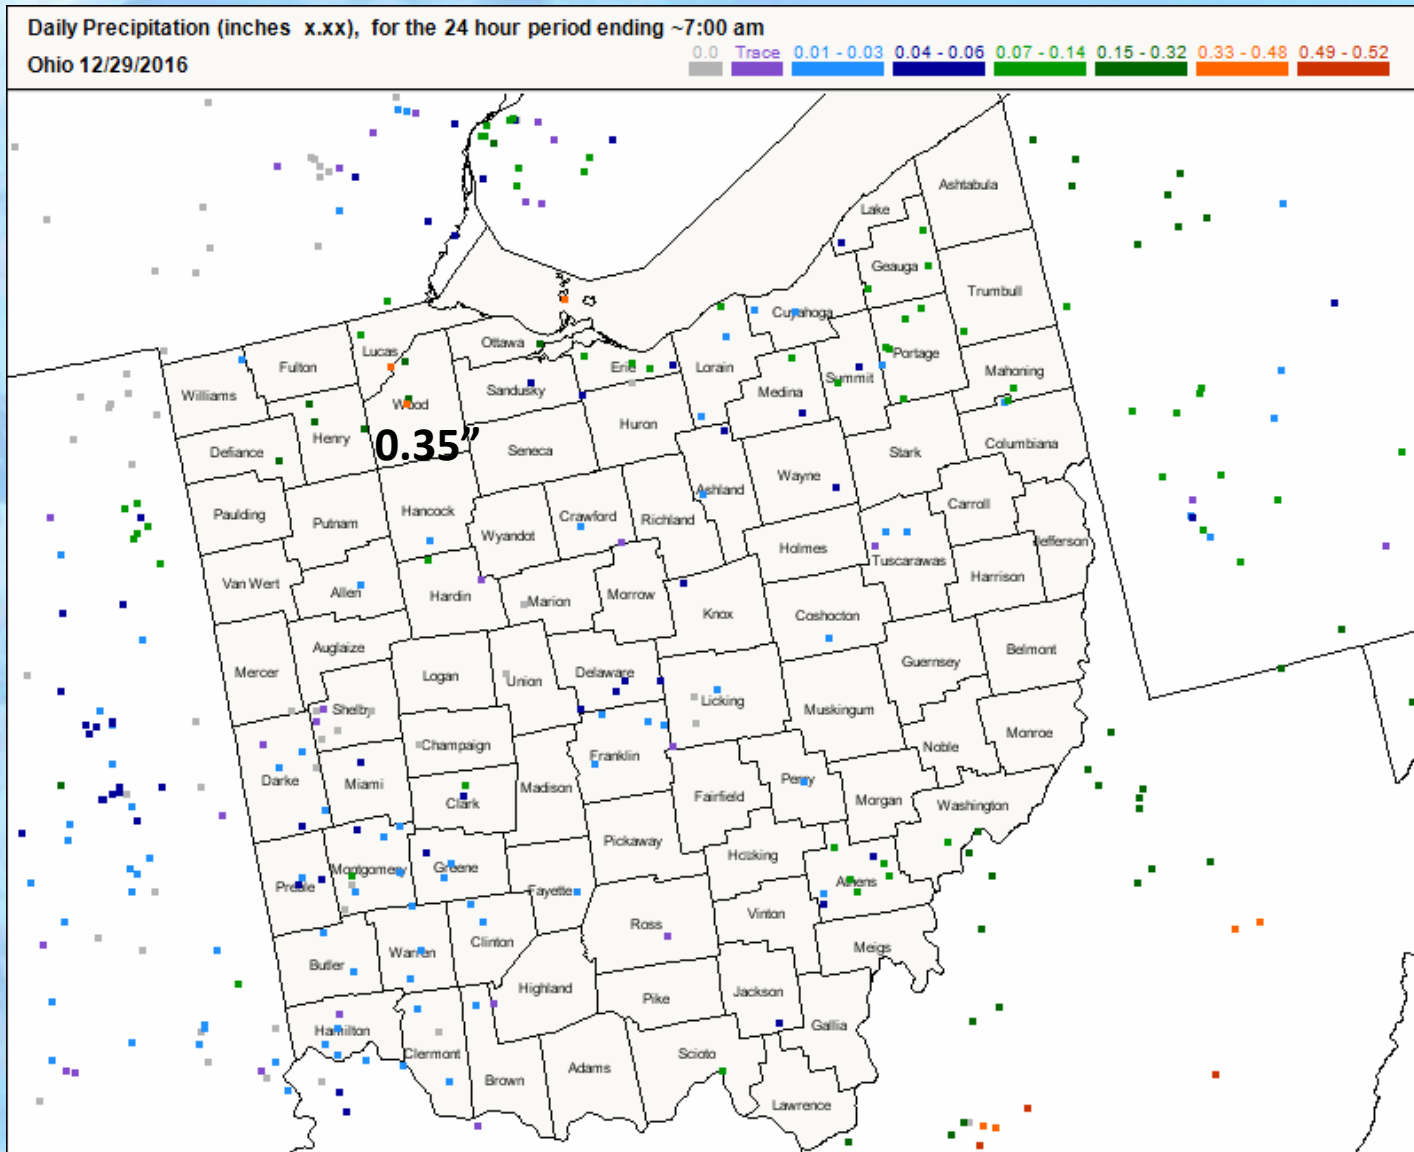 Daily Precipitation (inches x.xx), for the 24 hour period ending ~7:00 am
Ohio 12/29/2016
0.0 Trace 0.01 - 0.03 0.04 - 0.06 0.07 - 0.14 0.15 - 0.32 0.33 - 0.48 0.49 - 0.52
Ashtabula
Lake
Geauga
Trumbull
Cuyahoga
Ottawa
Lucas
Fulton
Erie
Lorain
Portage
Mahoning
Williams
Sandusky
Medina
Summit
Wood
Henry
Huron
0.35”
Defiance
Seneca
Stark
Columbiana
Wayne
Ashland
Carroll
Paulding
Putnam
Hancock
Crawford
Richland
Wyandot
Holmes
Jefferson
Tuscarawas
Harrison
Van Wert
Allen
Hardin
Marion
Morrow
Knox
Coshocton
Auglaize
Mercer
Logan
Union
Delaware
Guernsey
Belmont
Licking
Muskingum
Shelby
Champaign
Franklin
Noble
Monroe
Darke
Miami
Madison
Perry
Clark
Fairfield
Morgan
Washington
Pickaway
Hocking
Montgomery
Greene
Preble
Fayette
Athens
Ross
Vinton
Warren
Clinton
Meigs
Butler
Highland
Pike
Jackson
Hamilton
Gallia
Clermont
Scioto
Adams
Brown
Lawrence